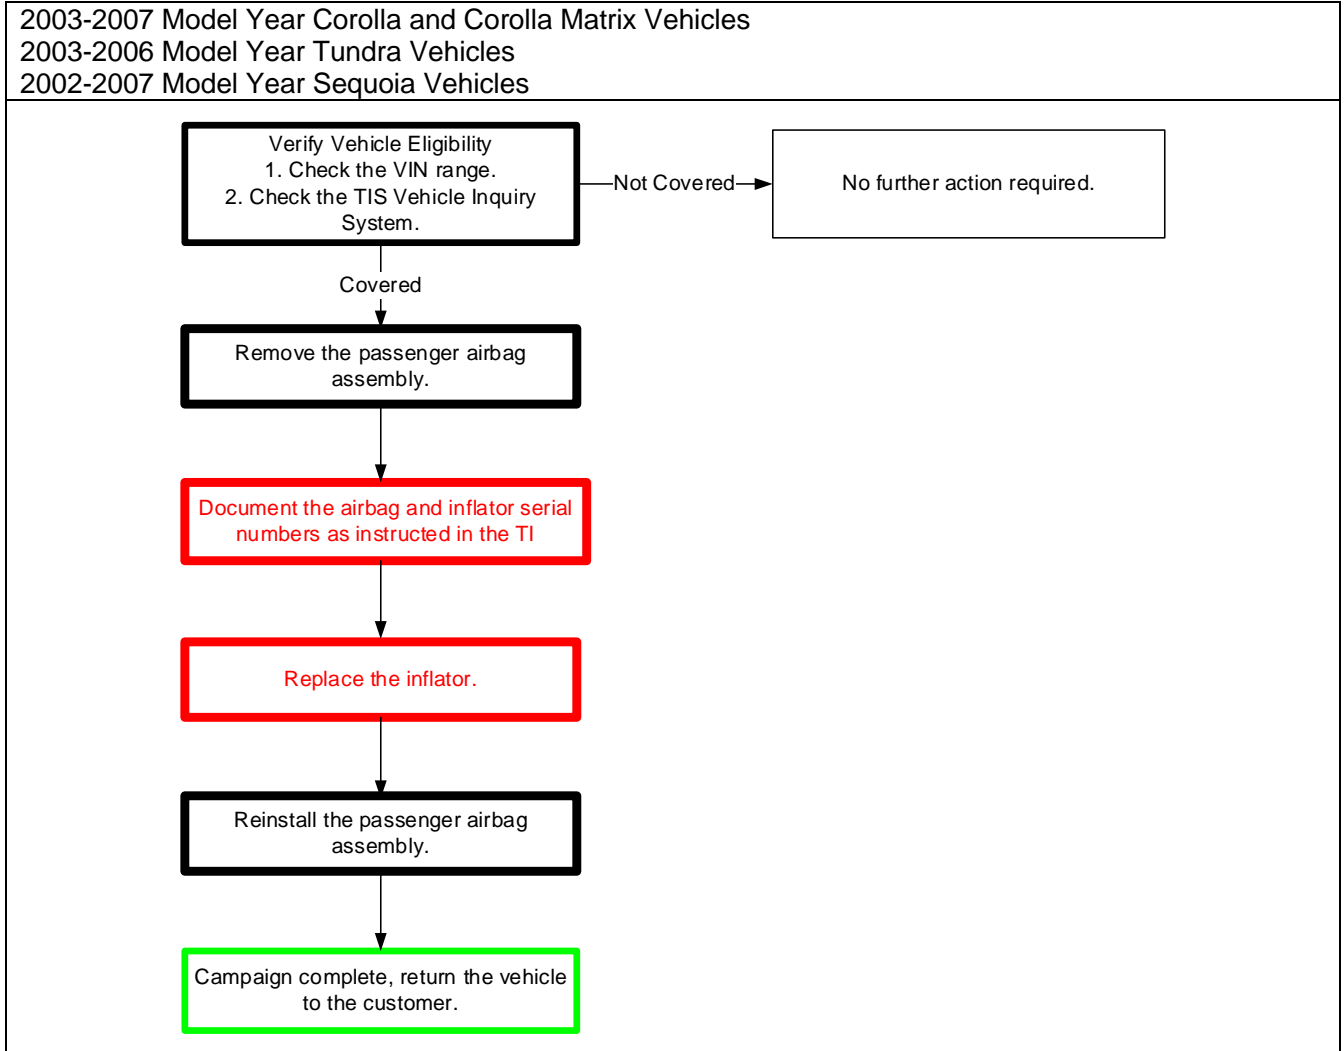 2003-2007 Model Year Corolla and Corolla Matrix Vehicles
2003-2006 Model Year Tundra Vehicles
2002-2007 Model Year Sequoia Vehicles
Verify Vehicle Eligibility
1. Check the VIN range.
2. Check the TIS Vehicle Inquiry
System.
Not Covered
No further action required.
Covered
Remove the passenger airbag
assembly.
Document the airbag and inflator serial
numbers as instructed in the TI
Replace the inflator.
Reinstall the passenger airbag
assembly.
Campaign complete, return the vehicle
to the customer.